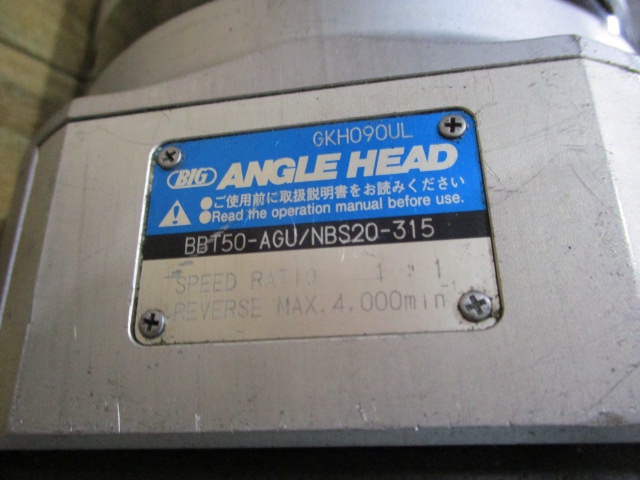 GKH090UL
BIG ANGLE HEAD
●ご使用前に取扱説明書をお読みください
●Read the operation manual before use.
BBT50-AGU/NBS20-315
SPEED RATIO 1 : 1
REVERSE MAX. 4,000min⁻¹